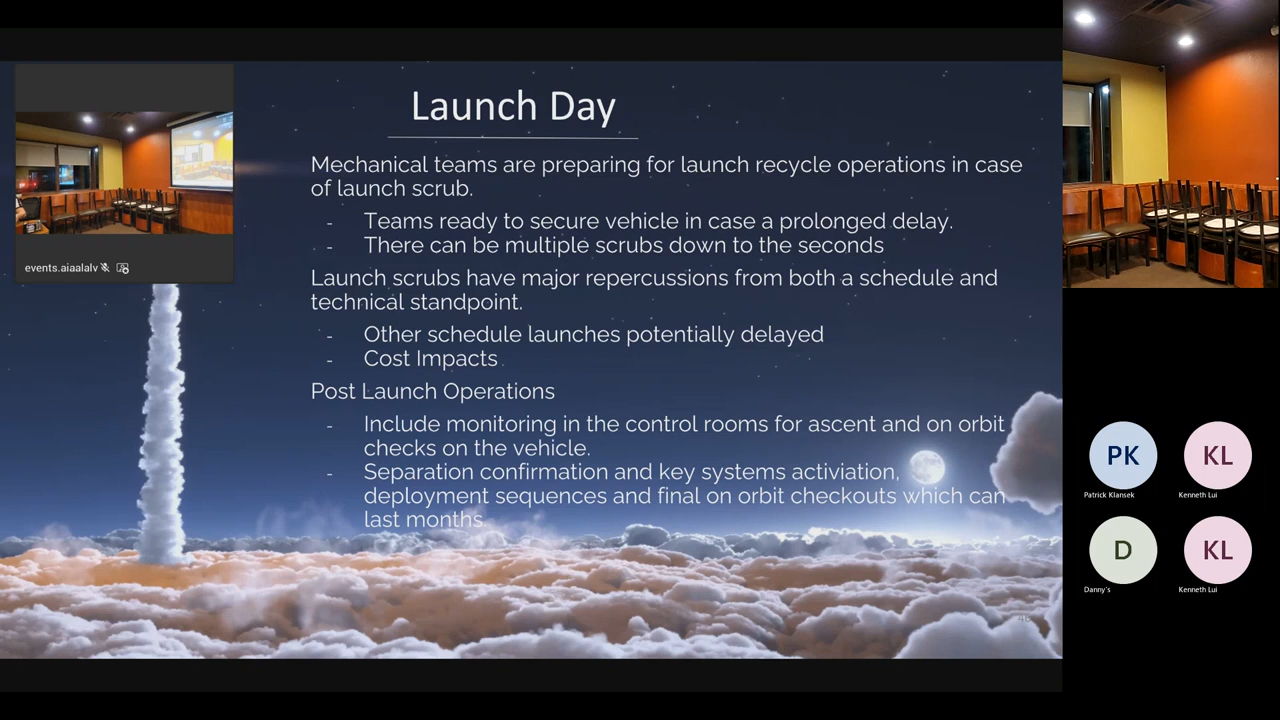 Launch Day
Mechanical teams are preparing for launch recycle operations in case
of launch scrub.
- Teams ready to secure vehicle in case a prolonged delay.
- There can be multiple scrubs down to the seconds
Launch scrubs have major repercussions from both a schedule and
technical standpoint.
- Other schedule launches potentially delayed
- Cost Impacts
Post Launch Operations
- Include monitoring in the control rooms for ascent and on orbit
checks on the vehicle.
- Separation confirmation and key systems activiation,
deployment sequences and final on orbit checkouts which can
last months.
events.aiaalalv
PK
Patrick Klansek
KL
Kenneth Lui
D
Danny's
KL
Kenneth Lui